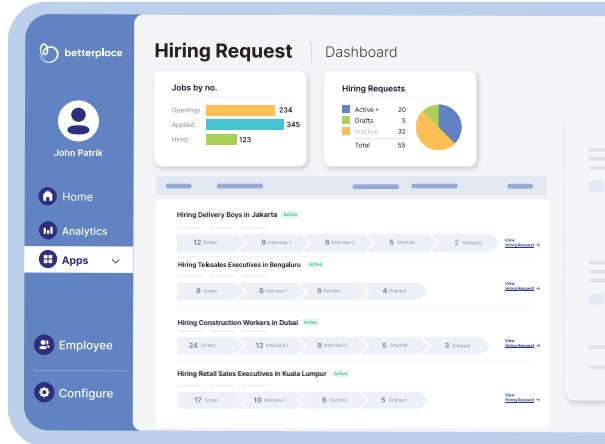 betterplace
John Patrik
Home
Analytics
Apps
Employee
Configure
Hiring Request
Dashboard
Jobs by no.
Openings 234
Applied 345
Hired 123
Hiring Requests
Active 20
Drafts 5
Inactive 32
Total 55
Hiring Delivery Boys in Jakarta Active
12 Screen 8 Interview 1 6 Interview 2 5 Shortlist 2 Onboard View
Hiring Request →
Hiring Telesales Executives in Bengaluru Active
8 Screen 6 Interview 1 6 Shortlist 4 Onboard View
Hiring Request →
Hiring Construction Workers in Dubai Active
24 Screen 12 Interview 1 8 Interview 2 5 Shortlist 3 Onboard View
Hiring Request →
Hiring Retail Sales Executives in Kuala Lumpur Active
17 Screen 10 Interview 1 6 Shortlist 5 Onboard View
Hiring Request →